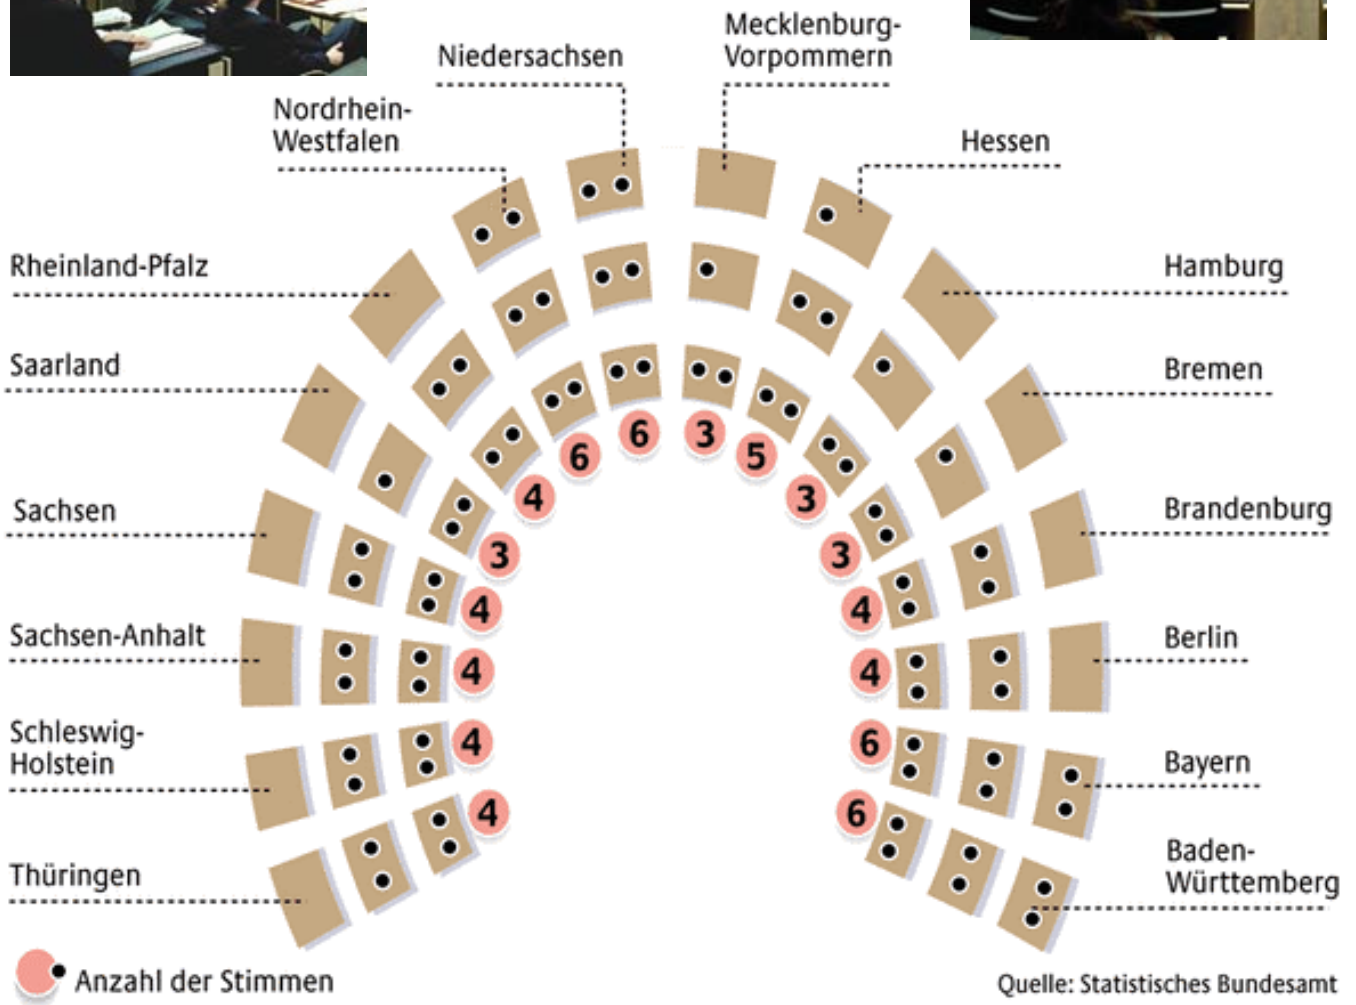 Mecklenburg-
Vorpommern
Niedersachsen
Nordrhein-
Westfalen
Hessen
Rheinland-Pfalz
Hamburg
Saarland
Bremen
Sachsen
Brandenburg
Sachsen-Anhalt
Berlin
Schleswig-
Holstein
Bayern
Thüringen
Baden-
Württemberg
6
3
6
5
4
3
3
3
4
4
4
4
4
6
4
6
Anzahl der Stimmen
Quelle: Statistisches Bundesamt